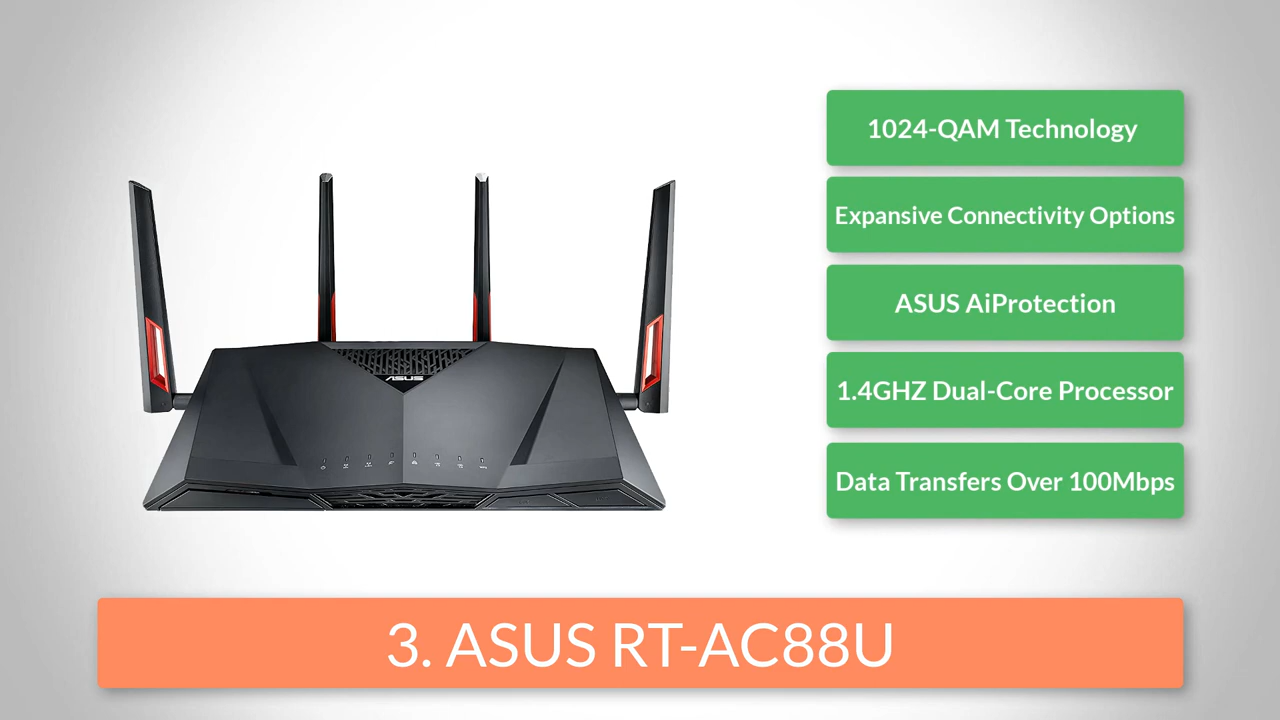 1024-QAM Technology
Expansive Connectivity Options
ASUS AiProtection
1.4GHZ Dual-Core Processor
Data Transfers Over 100Mbps
ASUS
3. ASUS RT-AC88U